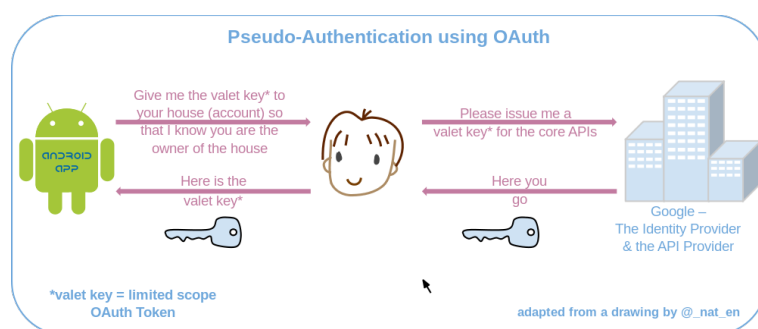 Pseudo-Authentication using OAuth
Give me the valet key* to
your house (account) so
that I know you are the
owner of the house
Please issue me a
valet key* for the core APIs
ANDROID
APP
Here is the
valet key*
Here you
go
Google –
The Identity Provider
& the API Provider
*valet key = limited scope
OAuth Token
adapted from a drawing by @_nat_en